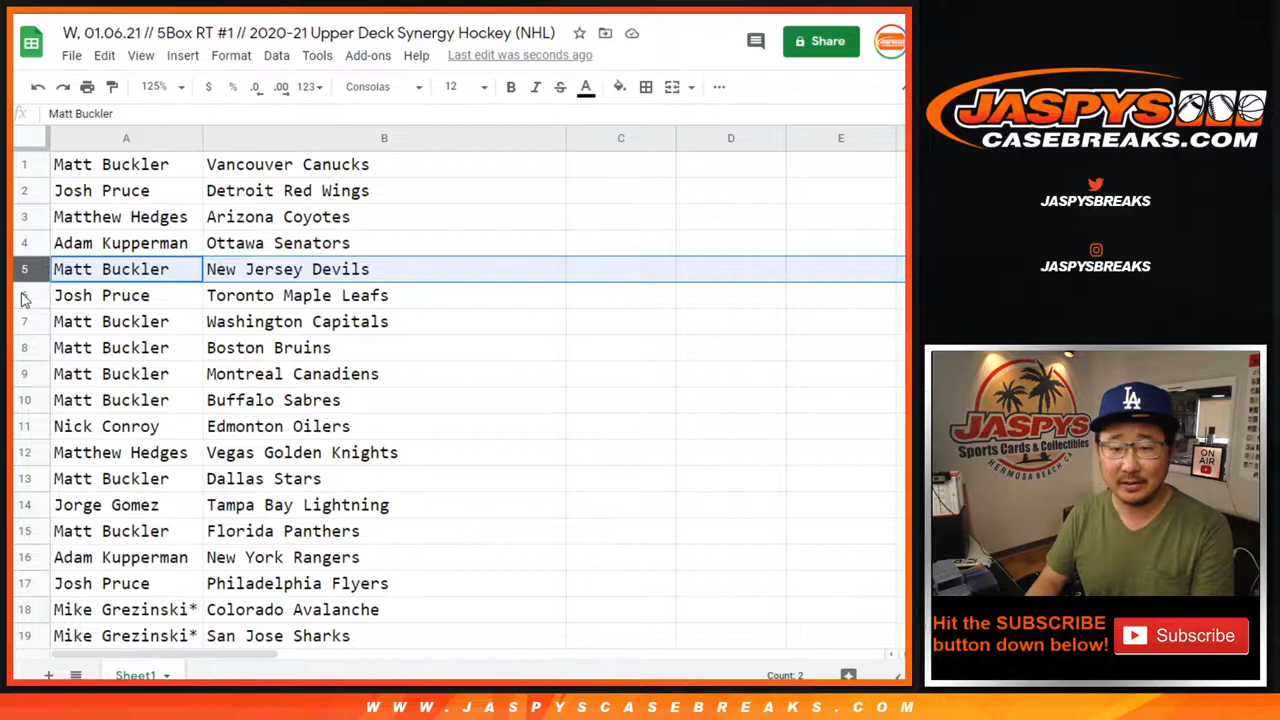 W, 01.06.21 // 5Box RT #1 // 2020-21 Upper Deck Synergy Hockey (NHL)
File Edit View Insert Format Data Tools Add-ons Help Last edit was seconds ago
Share
125% $ % .0 .00 123 Consolas 12 B I S A
fx Matt Buckler
A B C D E
1 Matt Buckler Vancouver Canucks
2 Josh Pruce Detroit Red Wings
3 Matthew Hedges Arizona Coyotes
4 Adam Kupperman Ottawa Senators
5 Matt Buckler New Jersey Devils
Josh Pruce Toronto Maple Leafs
7 Matt Buckler Washington Capitals
8 Matt Buckler Boston Bruins
9 Matt Buckler Montreal Canadiens
10 Matt Buckler Buffalo Sabres
11 Nick Conroy Edmonton Oilers
12 Matthew Hedges Vegas Golden Knights
13 Matt Buckler Dallas Stars
14 Jorge Gomez Tampa Bay Lightning
15 Matt Buckler Florida Panthers
16 Adam Kupperman New York Rangers
17 Josh Pruce Philadelphia Flyers
18 Mike Grezinski* Colorado Avalanche
19 Mike Grezinski* San Jose Sharks
Sheet1 Count: 2
JASPYS
CASEBREAKS.COM
JASPYSBREAKS
JASPYSBREAKS
JASPYS
Sports Cards & Collectibles
HERMOSA BEACH, CA
LA
ON
AIR
Hit the SUBSCRIBE
button down below!
Subscribe
WWW.JASPYSCASEBREAKS.COM